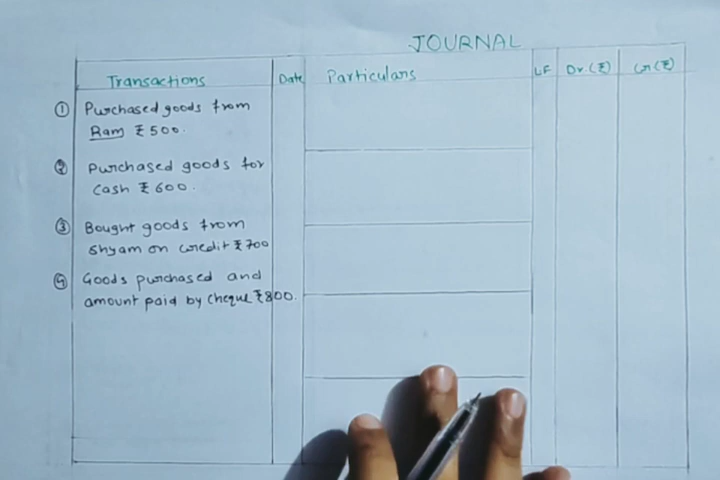 JOURNAL
Transactions Date Particulars LF Dr.(₹) Cr(₹)
① Purchased goods from
Ram ₹500.
② Purchased goods for
cash ₹600.
③ Bought goods from
Shyam on credit ₹700
④ Goods purchased and
amount paid by cheque ₹800.